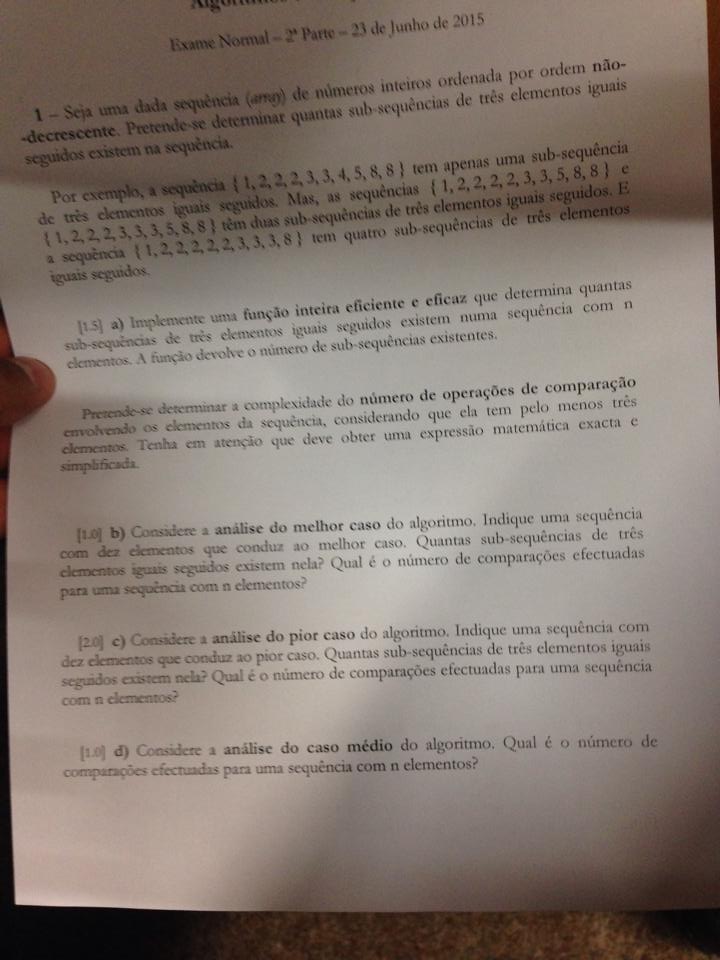 Exame Normal – 2ª Parte – 23 de Junho de 2015
1 – Seja uma dada sequência (array) de números inteiros ordenada por ordem não-
-decrescente. Pretende-se determinar quantas sub-sequências de três elementos iguais
seguidos existem na sequência.
Por exemplo, a sequência { 1, 2, 2, 2, 3, 3, 4, 5, 8, 8 } tem apenas uma sub-sequência
de três elementos iguais seguidos. Mas, as sequências { 1, 2, 2, 2, 2, 3, 3, 5, 8, 8 } e
{ 1, 2, 2, 2, 3, 3, 3, 5, 8, 8 } têm duas sub-sequências de três elementos iguais seguidos. E
a sequência { 1, 2, 2, 2, 2, 2, 3, 3, 3, 8 } tem quatro sub-sequências de três elementos
iguais seguidos.
[1.5] a) Implemente uma função inteira eficiente e eficaz que determina quantas
sub-sequências de três elementos iguais seguidos existem numa sequência com n
elementos. A função devolve o número de sub-sequências existentes.
Pretende-se determinar a complexidade do número de operações de comparação
envolvendo os elementos da sequência, considerando que ela tem pelo menos três
elementos. Tenha em atenção que deve obter uma expressão matemática exacta e
simplificada.
[1.0] b) Considere a análise do melhor caso do algoritmo. Indique uma sequência
com dez elementos que conduz ao melhor caso. Quantas sub-sequências de três
elementos iguais seguidos existem nela? Qual é o número de comparações efectuadas
para uma sequência com n elementos?
[2.0] c) Considere a análise do pior caso do algoritmo. Indique uma sequência com
dez elementos que conduz ao pior caso. Quantas sub-sequências de três elementos iguais
seguidos existem nela? Qual é o número de comparações efectuadas para uma sequência
com n elementos?
[1.0] d) Considere a análise do caso médio do algoritmo. Qual é o número de
comparações efectuadas para uma sequência com n elementos?